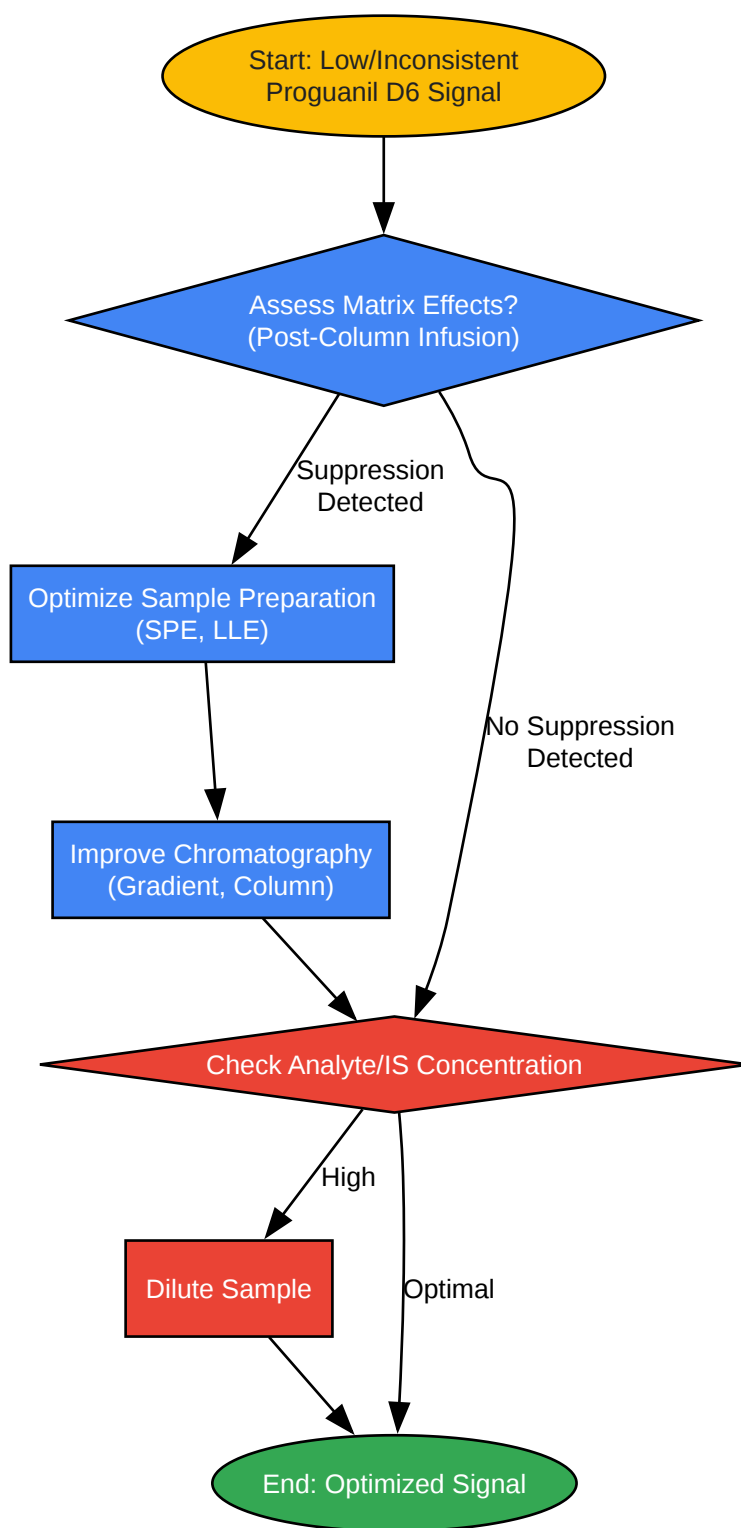 Start: Low/Inconsistent
Proguanil D6 Signal
Assess Matrix Effects?
(Post-Column Infusion)
Suppression
Detected
Optimize Sample Preparation
(SPE, LLE)
No Suppression
Detected
Improve Chromatography
(Gradient, Column)
Check Analyte/IS Concentration
High
Dilute Sample
Optimal
End: Optimized Signal